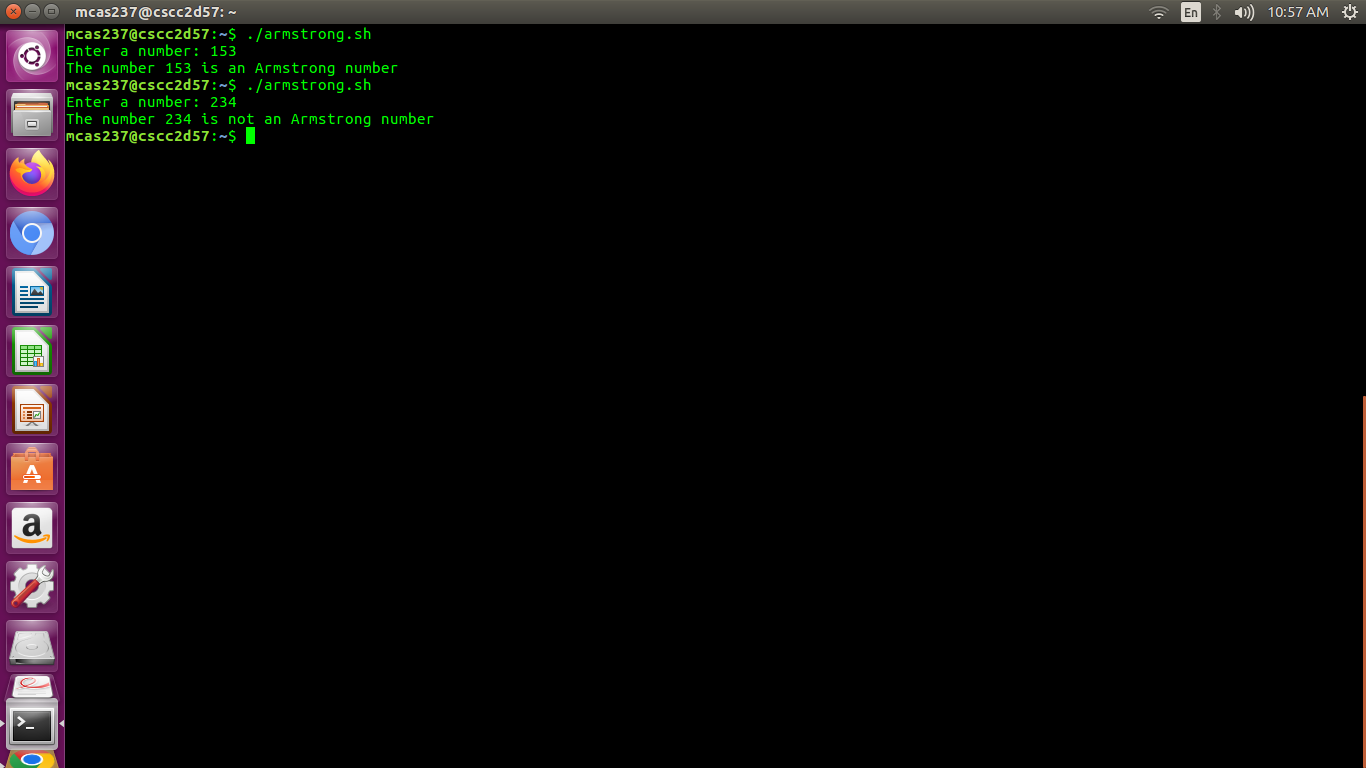 mcas237@cscc2d57: ~
En
10:57 AM
mcas237@cscc2d57:~$ ./armstrong.sh
Enter a number: 153
The number 153 is an Armstrong number
mcas237@cscc2d57:~$ ./armstrong.sh
Enter a number: 234
The number 234 is not an Armstrong number
mcas237@cscc2d57:~$